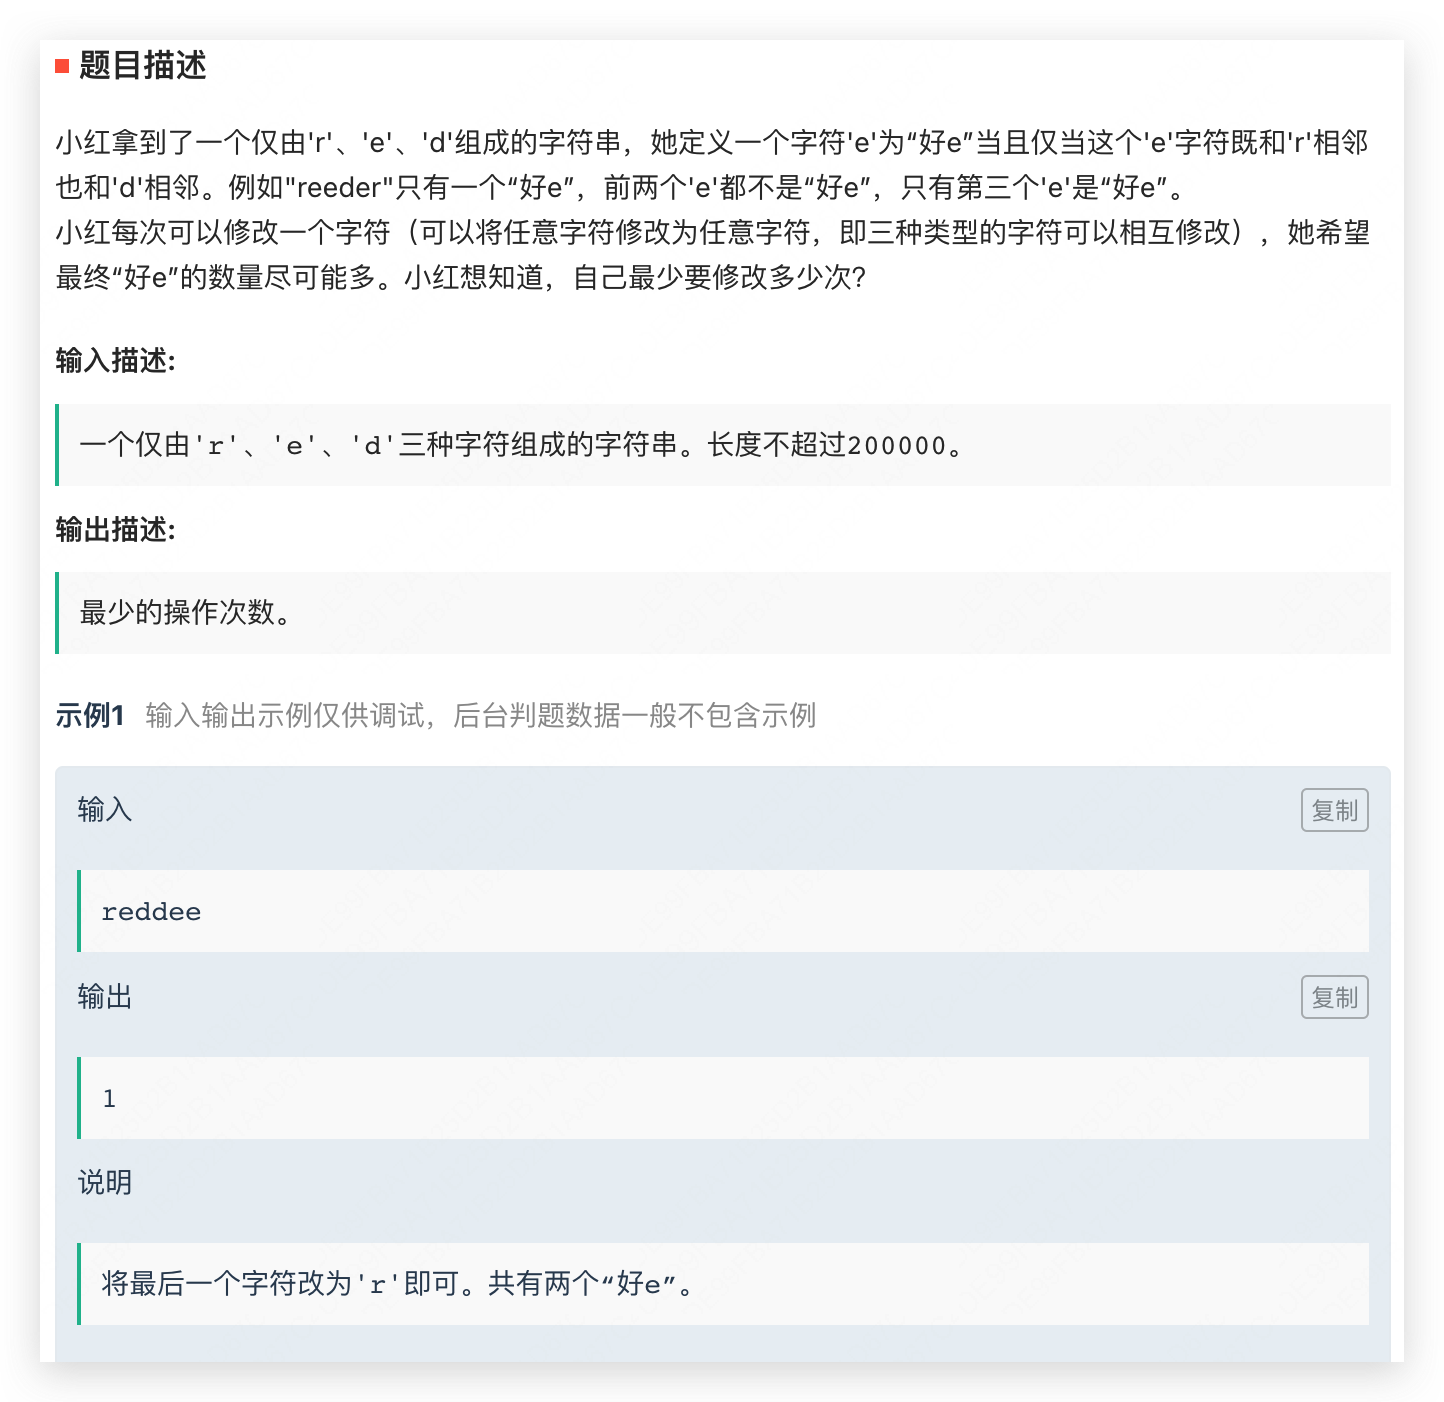 题目描述
小红拿到了一个仅由'r'、'e'、'd'组成的字符串，她定义一个字符'e'为“好e”当且仅当这个'e'字符既和'r'相邻
也和'd'相邻。例如"reeder"只有一个“好e”，前两个'e'都不是“好e”，只有第三个'e'是“好e”。
小红每次可以修改一个字符（可以将任意字符修改为任意字符，即三种类型的字符可以相互修改），她希望
最终“好e”的数量尽可能多。小红想知道，自己最少要修改多少次？
输入描述:
一个仅由'r'、'e'、'd'三种字符组成的字符串。长度不超过200000。
输出描述:
最少的操作次数。
示例1 输入输出示例仅供调试，后台判题数据一般不包含示例
输入 复制
reddee
输出 复制
1
说明
将最后一个字符改为'r'即可。共有两个“好e”。